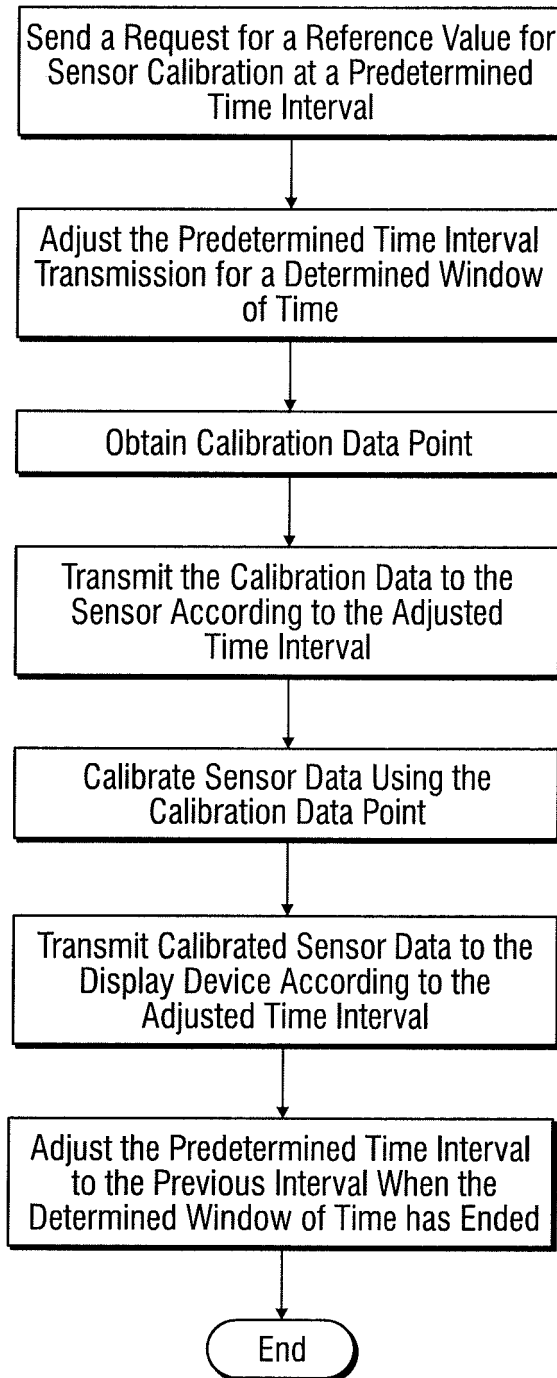 Send a Request for a Reference Value for
Sensor Calibration at a Predetermined
Time Interval
Adjust the Predetermined Time Interval
Transmission for a Determined Window
of Time
Obtain Calibration Data Point
Transmit the Calibration Data to the
Sensor According to the Adjusted
Time Interval
Calibrate Sensor Data Using the
Calibration Data Point
Transmit Calibrated Sensor Data to the
Display Device According to the
Adjusted Time Interval
Adjust the Predetermined Time Interval
to the Previous Interval When the
Determined Window of Time has Ended
End